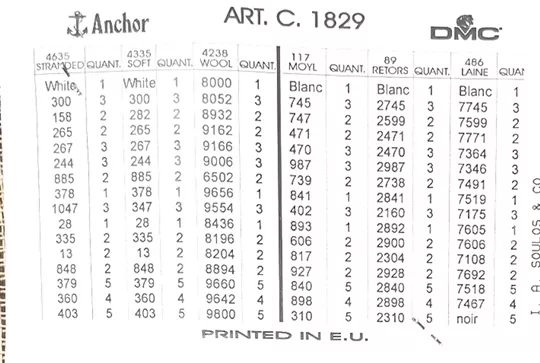 Anchor ART. C. 1829 DMC
4635 STRANDED QUANT. 4335 SOFT QUANT. 4238 WOOL QUANT. 117 MOYL QUANT. 89 RETORS QUANT. 486 LAINE QUAN
White 1 White 1 8000 1 Blanc 1 Blanc 1 Blanc 1
300 3 300 3 8052 3 745 3 2745 3 7745 3
158 2 282 2 8932 2 747 2 2599 2 7599 2
265 2 265 2 9162 2 471 2 2471 2 7771 2
267 3 267 3 9166 3 470 3 2470 3 7364 3
244 3 244 3 9006 3 987 3 2987 3 7346 3
885 2 885 2 6502 2 739 2 2738 2 7491 2
378 1 378 1 9656 1 841 1 2841 1 7519 1
1047 3 347 3 9554 3 402 3 2160 3 7175 3
28 1 28 1 8436 1 893 1 2892 1 7605 1
335 2 335 2 8196 2 606 2 2900 2 7606 2
13 2 13 2 8204 2 817 2 2304 2 7108 2
848 2 848 2 8894 2 927 2 2928 2 7692 2
379 5 379 5 9660 5 840 5 2840 5 7518 5
360 4 360 4 9642 4 898 4 2898 4 7467 4
403 5 403 5 9800 5 310 5 2310 5 noir 5
PRINTED IN E.U.
I. A. SOULOS & CO